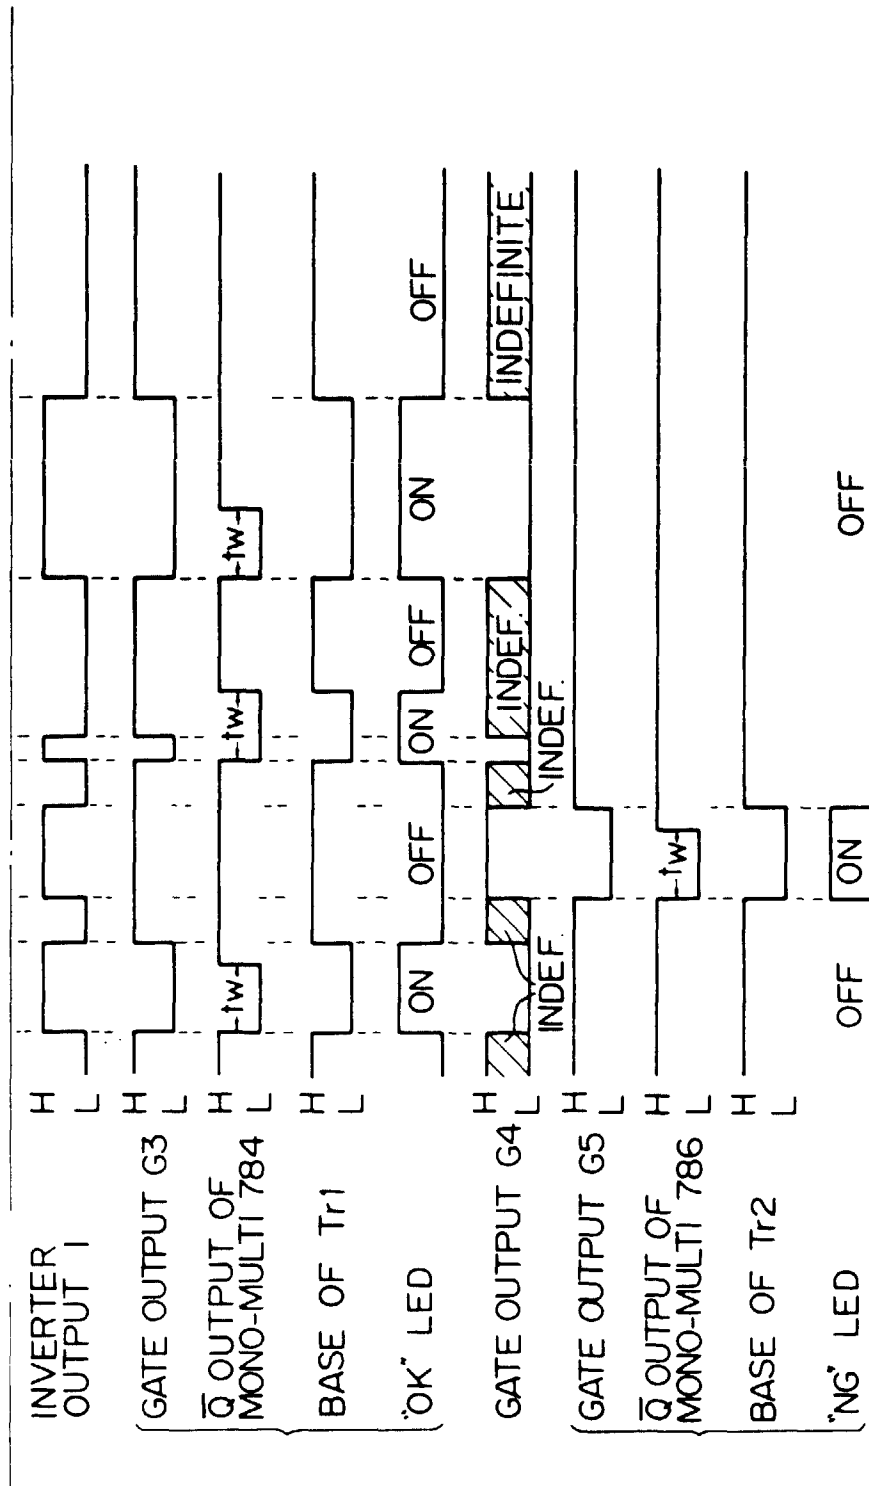 INVERTER
OUTPUT I
H
L
GATE OUTPUT G3
H
L
Q̅ OUTPUT OF
MONO-MULTI 784
H
L
tw
tw
tw
BASE OF Tr1
H
L
"OK" LED
ON
OFF
ON
OFF
ON
OFF
GATE OUTPUT G4
H
L
INDEF.
INDEF.
INDEF.
INDEFINITE
GATE OUTPUT G5
H
L
Q̅ OUTPUT OF
MONO-MULTI 786
H
L
tw
BASE OF Tr2
H
L
"NG" LED
OFF
ON
OFF